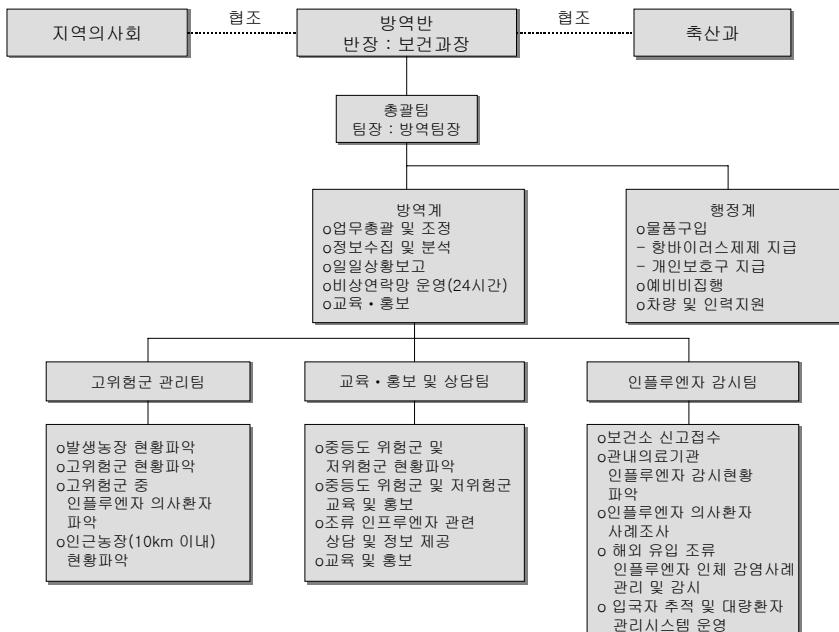 지역의사회
협조
방역반
반장 : 보건과장
협조
축산과
총괄팀
팀장 : 방역팀장
방역계
o업무총괄 및 조정
o정보수집 및 분석
o일일상황보고
o비상연락망 운영(24시간)
o교육・홍보
행정계
o물품구입
- 항바이러스제제 지급
- 개인보호구 지급
o예비비집행
o차량 및 인력지원
고위험군 관리팀
o발생농장 현황파악
o고위험군 현황파악
o고위험군 중
인플루엔자 의사환자
파악
o인근농장(10km 이내)
현황파악
교육・홍보 및 상담팀
o중등도 위험군 및
저위험군 현황파악
o중등도 위험군 및 저위험군
교육 및 홍보
o조류 인프루엔자 관련
상담 및 정보 제공
o교육 및 홍보
인플루엔자 감시팀
o보건소 신고접수
o관내의료기관
인플루엔자 감시현황
파악
o인플루엔자 의사환자
사례조사
o 해외 유입 조류
인플루엔자 인체 감염사례
관리 및 감시
o 입국자 추적 및 대량환자
관리시스템 운영